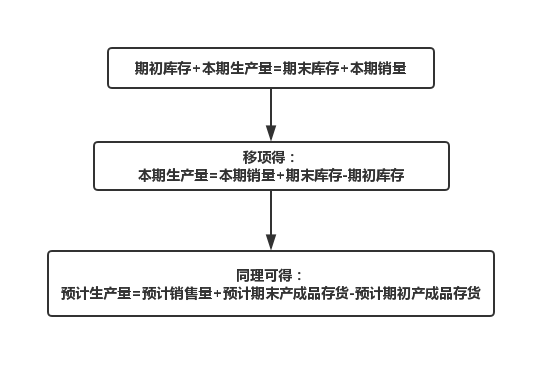 期初库存+本期生产量=期末库存+本期销量
移项得：
本期生产量=本期销量+期末库存-期初库存
同理可得：
预计生产量=预计销售量+预计期末产成品存货-预计期初产成品存货